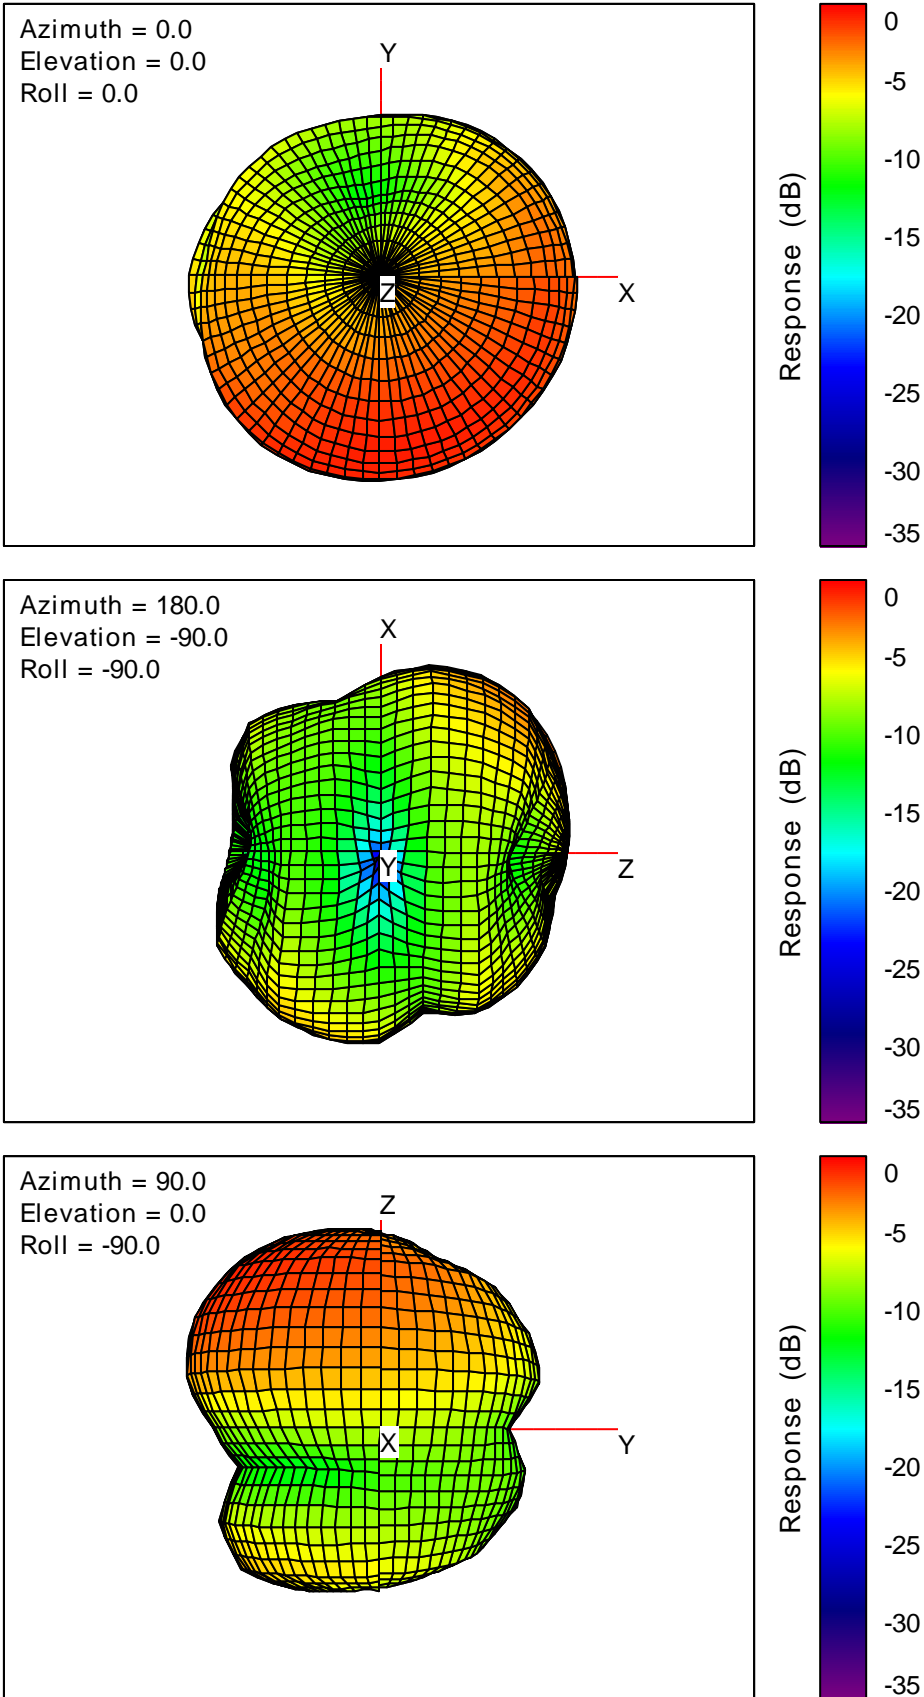 Azimuth = 0.0
Elevation = 0.0
Roll = 0.0
Y
X
Z
0
-5
-10
-15
-20
-25
-30
-35
Response (dB)
Azimuth = 180.0
Elevation = -90.0
Roll = -90.0
X
Z
Y
0
-5
-10
-15
-20
-25
-30
-35
Response (dB)
Azimuth = 90.0
Elevation = 0.0
Roll = -90.0
Z
Y
X
0
-5
-10
-15
-20
-25
-30
-35
Response (dB)